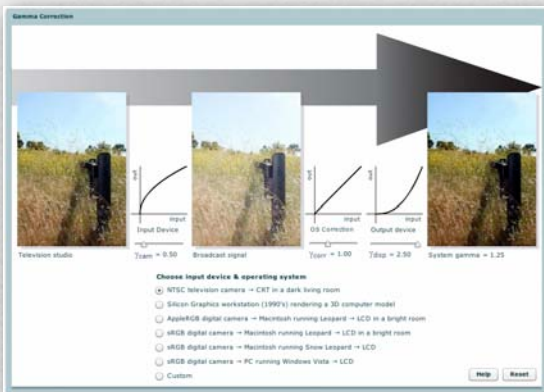 Gamma Correction
out
input
Input Device
γcam = 0.50
out
input
OS Correction
γcorr = 1.00
out
input
Output device
γdsp = 2.50
Television studio
Broadcast signal
System gamma = 1.25
Choose input device & operating system
NTSC television camera → CRT in a dark living room
Silicon Graphics workstation (1990's) rendering a 3D computer model
AppleRGB digital camera → Macintosh running Leopard → LCD in a bright room
sRGB digital camera → Macintosh running Leopard → LCD in a bright room
sRGB digital camera → Macintosh running Snow Leopard → LCD
sRGB digital camera → PC running Windows Vista → LCD
Custom
Help
Reset